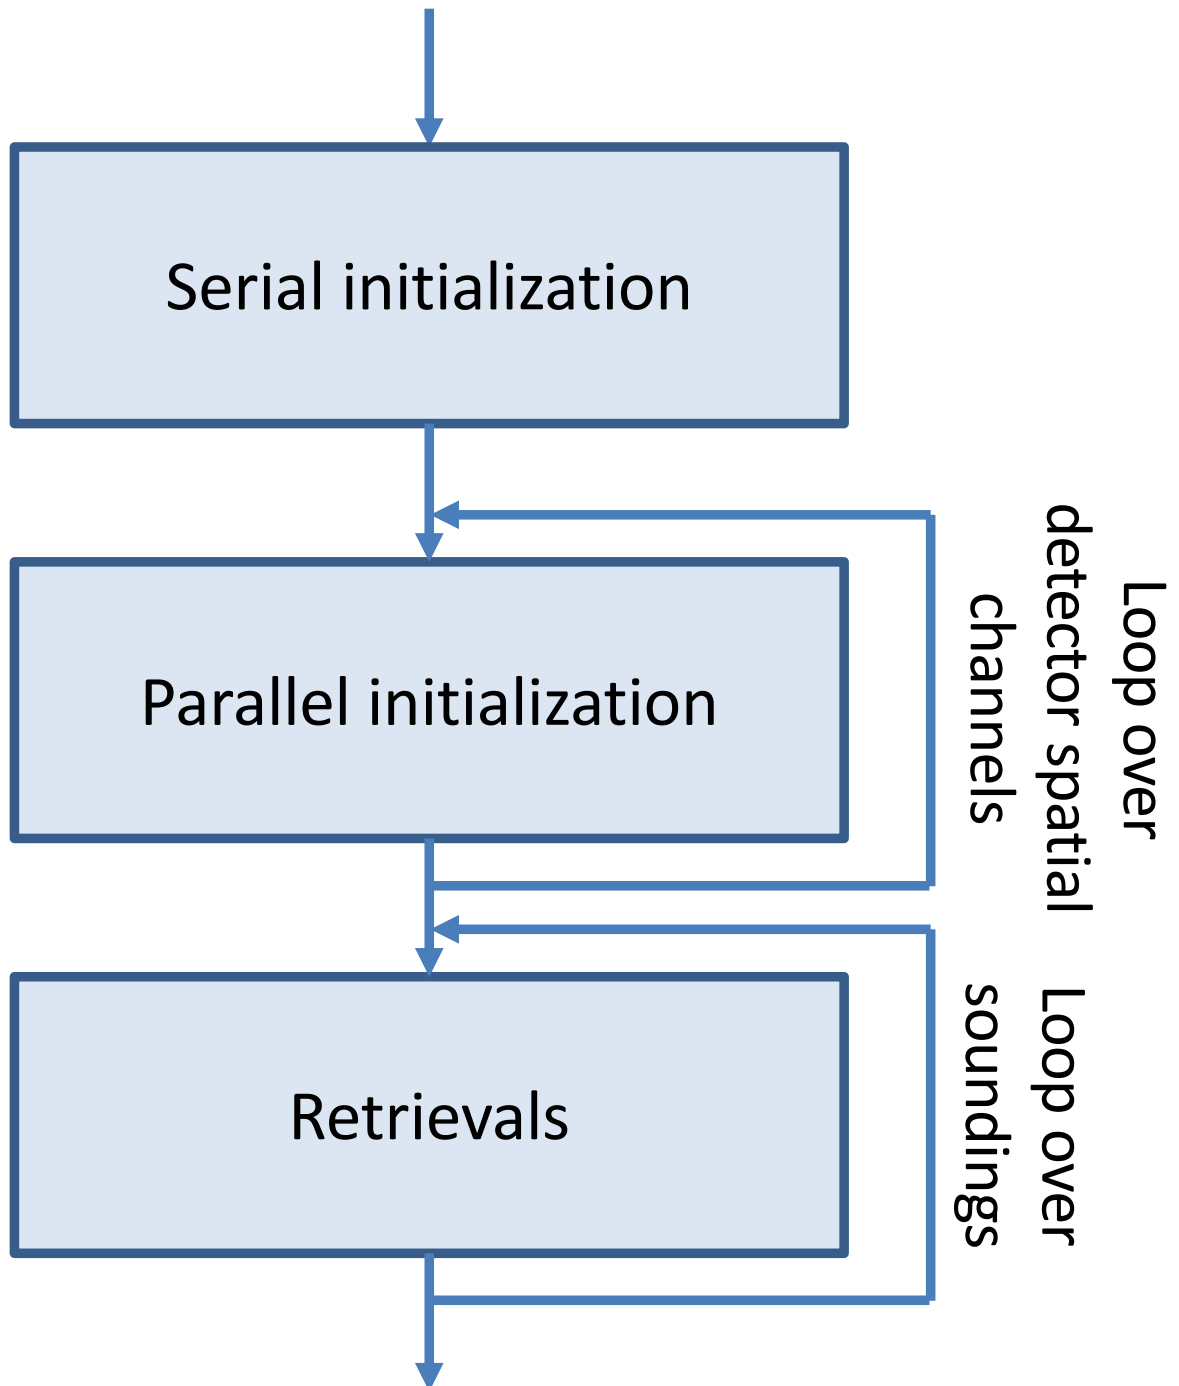 Serial initialization
Parallel initialization
Loop over
detector spatial
channels
Retrievals
Loop over
soundings